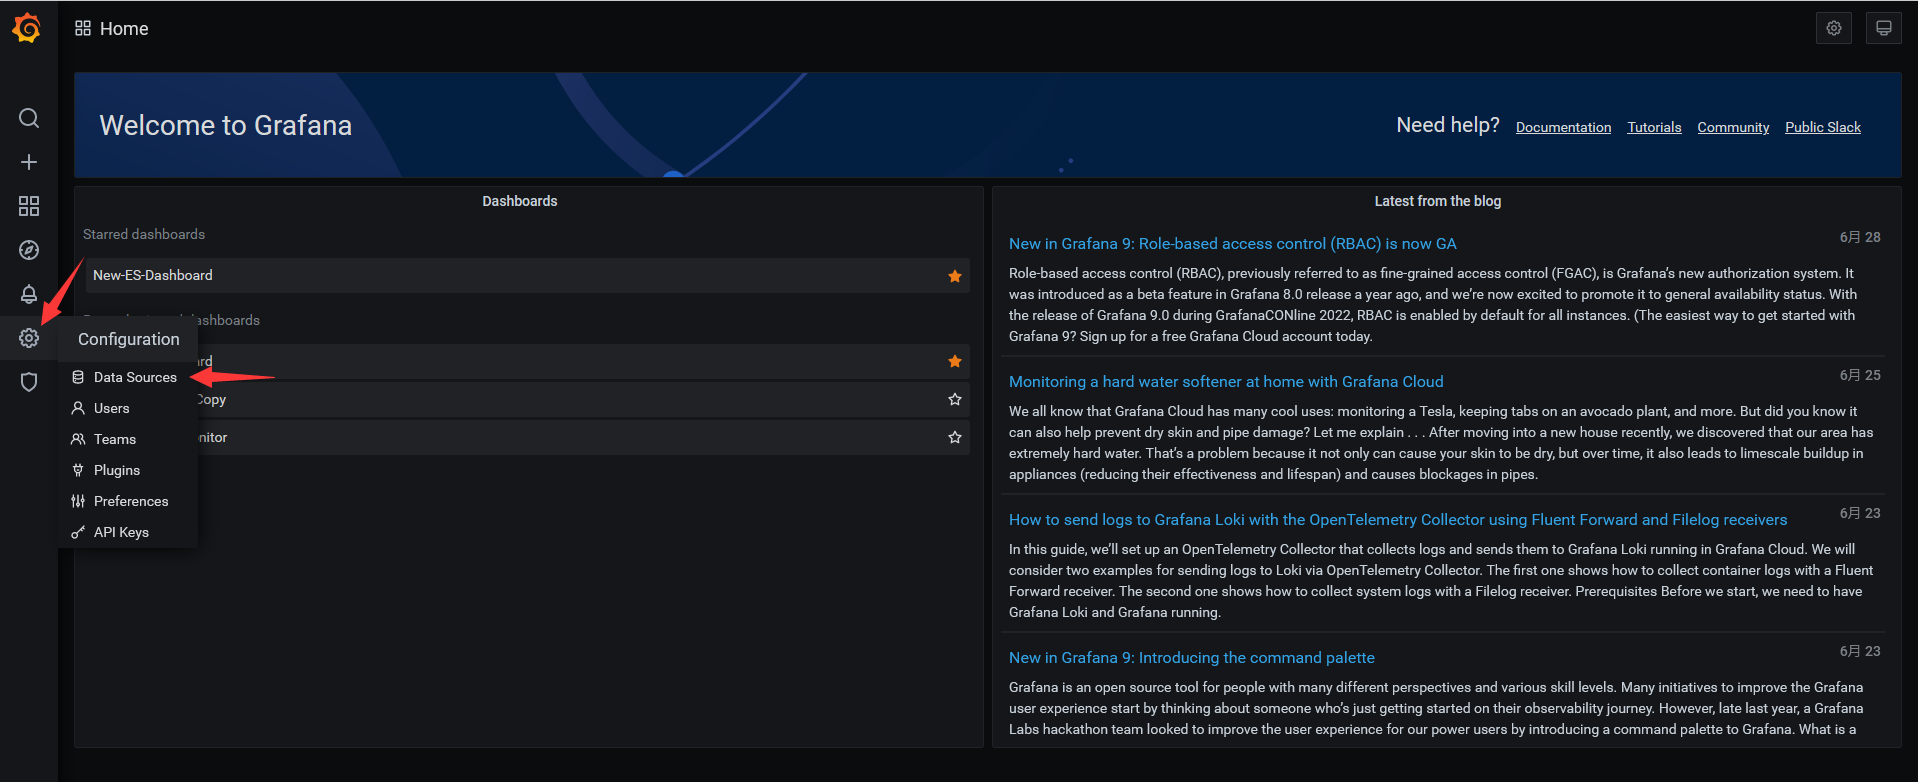 Home
Welcome to Grafana
Need help? Documentation Tutorials Community Public Slack
Dashboards
Starred dashboards
New-ES-Dashboard
dashboards
Configuration
Data Sources
Copy
Users
Teams
Plugins
Preferences
API Keys
Latest from the blog
New in Grafana 9: Role-based access control (RBAC) is now GA
6月 28
Role-based access control (RBAC), previously referred to as fine-grained access control (FGAC), is Grafana’s new authorization system. It
was introduced as a beta feature in Grafana 8.0 release a year ago, and we’re now excited to promote it to general availability status. With
the release of Grafana 9.0 during GrafanaCONline 2022, RBAC is enabled by default for all instances. (The easiest way to get started with
Grafana 9? Sign up for a free Grafana Cloud account today.
Monitoring a hard water softener at home with Grafana Cloud
6月 25
We all know that Grafana Cloud has many cool uses: monitoring a Tesla, keeping tabs on an avocado plant, and more. But did you know it
can also help prevent dry skin and pipe damage? Let me explain . . . After moving into a new house recently, we discovered that our area has
extremely hard water. That’s a problem because it not only can cause your skin to be dry, but over time, it also leads to limescale buildup in
appliances (reducing their effectiveness and lifespan) and causes blockages in pipes.
How to send logs to Grafana Loki with the OpenTelemetry Collector using Fluent Forward and Filelog receivers
6月 23
In this guide, we’ll set up an OpenTelemetry Collector that collects logs and sends them to Grafana Loki running in Grafana Cloud. We will
consider two examples for sending logs to Loki via OpenTelemetry Collector. The first one shows how to collect container logs with a Fluent
Forward receiver. The second one shows how to collect system logs with a Filelog receiver. Prerequisites Before we start, we need to have
Grafana Loki and Grafana running.
New in Grafana 9: Introducing the command palette
6月 23
Grafana is an open source tool for people with many different perspectives and various skill levels. Many initiatives to improve the Grafana
user experience start by thinking about someone who’s just getting started on their observability journey. However, late last year, a Grafana
Labs hackathon team looked to improve the user experience for our power users by introducing a command palette to Grafana. What is a